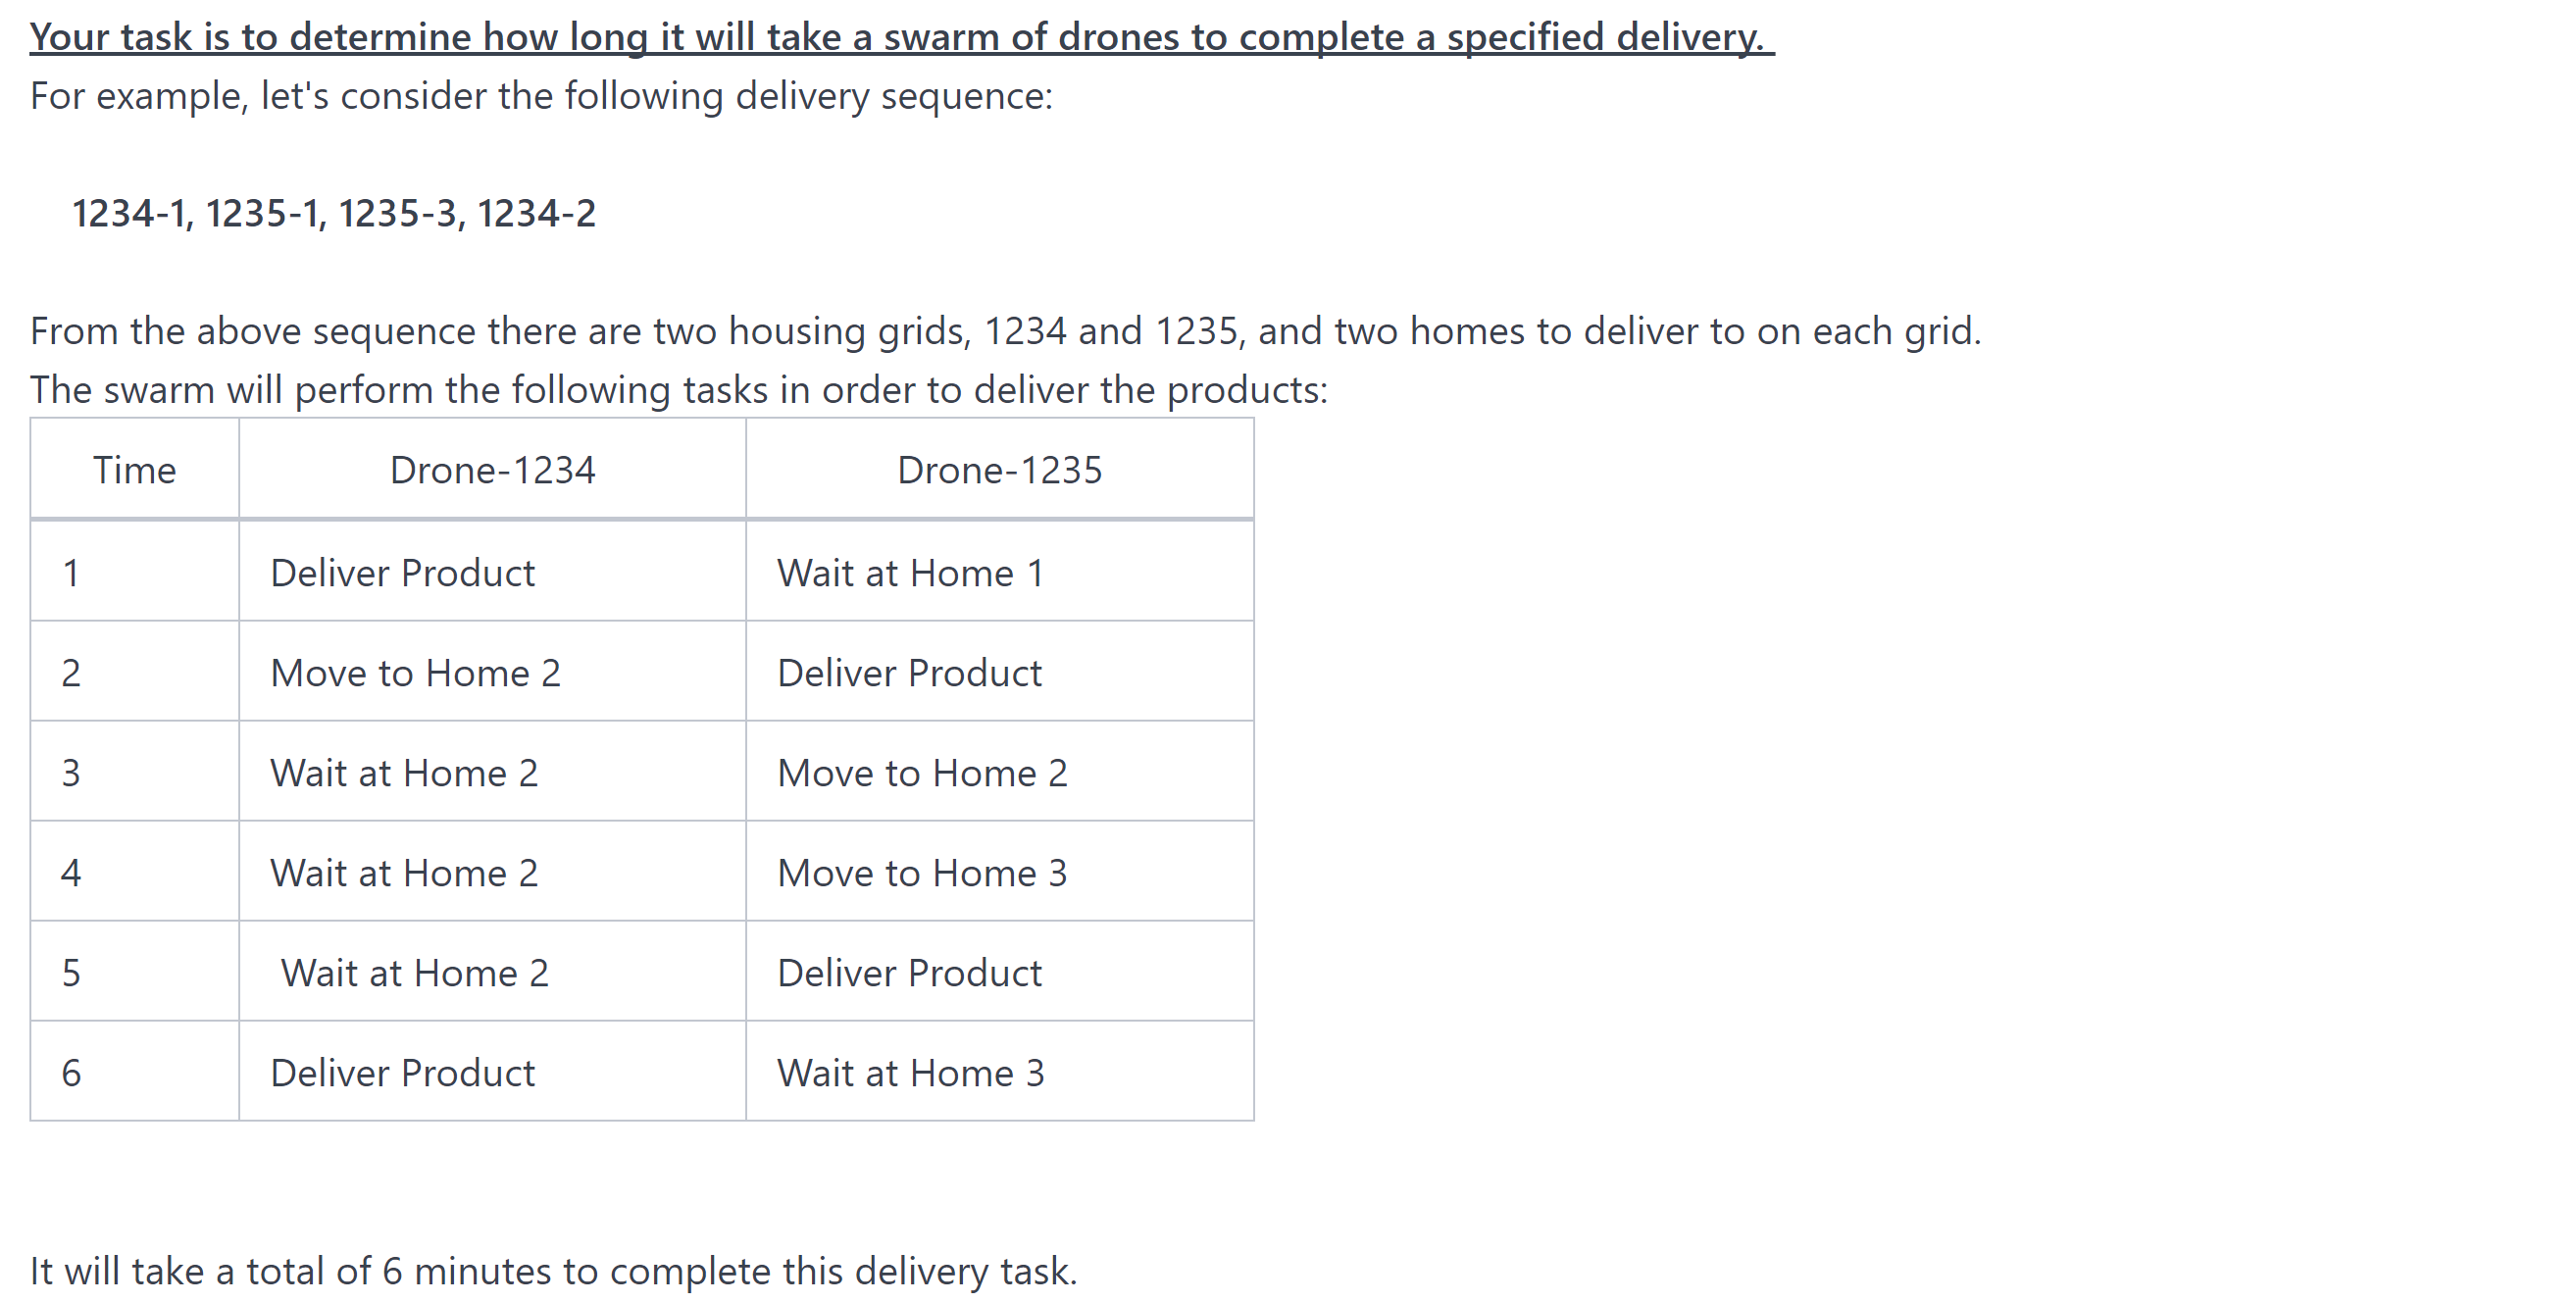 Your task is to determine how long it will take a swarm of drones to complete a specified delivery.
For example, let's consider the following delivery sequence:
1234-1, 1235-1, 1235-3, 1234-2
From the above sequence there are two housing grids, 1234 and 1235, and two homes to deliver to on each grid.
The swarm will perform the following tasks in order to deliver the products:
Time Drone-1234 Drone-1235
1 Deliver Product Wait at Home 1
2 Move to Home 2 Deliver Product
3 Wait at Home 2 Move to Home 2
4 Wait at Home 2 Move to Home 3
5 Wait at Home 2 Deliver Product
6 Deliver Product Wait at Home 3
It will take a total of 6 minutes to complete this delivery task.